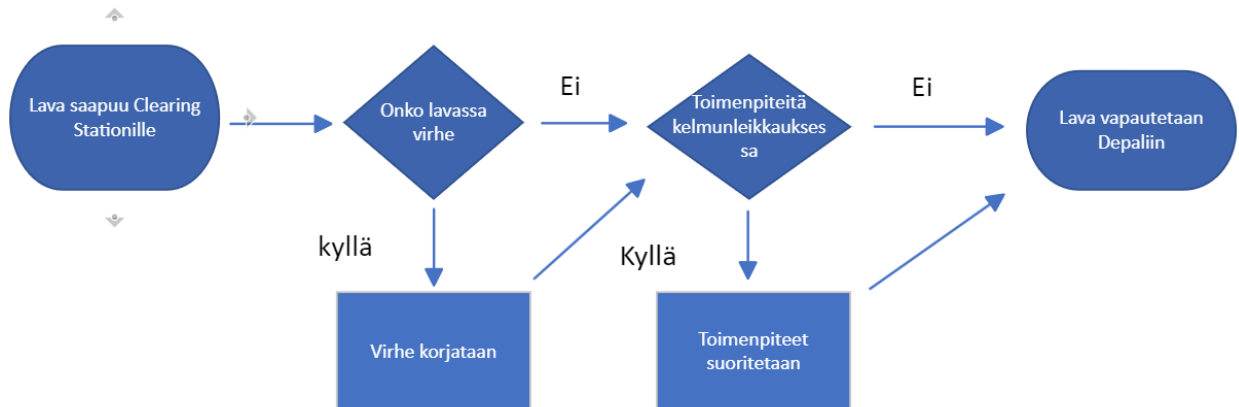 Lava saapuu Clearing
Stationille
Onko lavassa
virhe
Ei
Toimenpiteitä
kelmunleikkaukses
sa
Ei
Lava vapautetaan
Depaliin
kyllä
Kyllä
Virhe korjataan
Toimenpiteet
suoritetaan